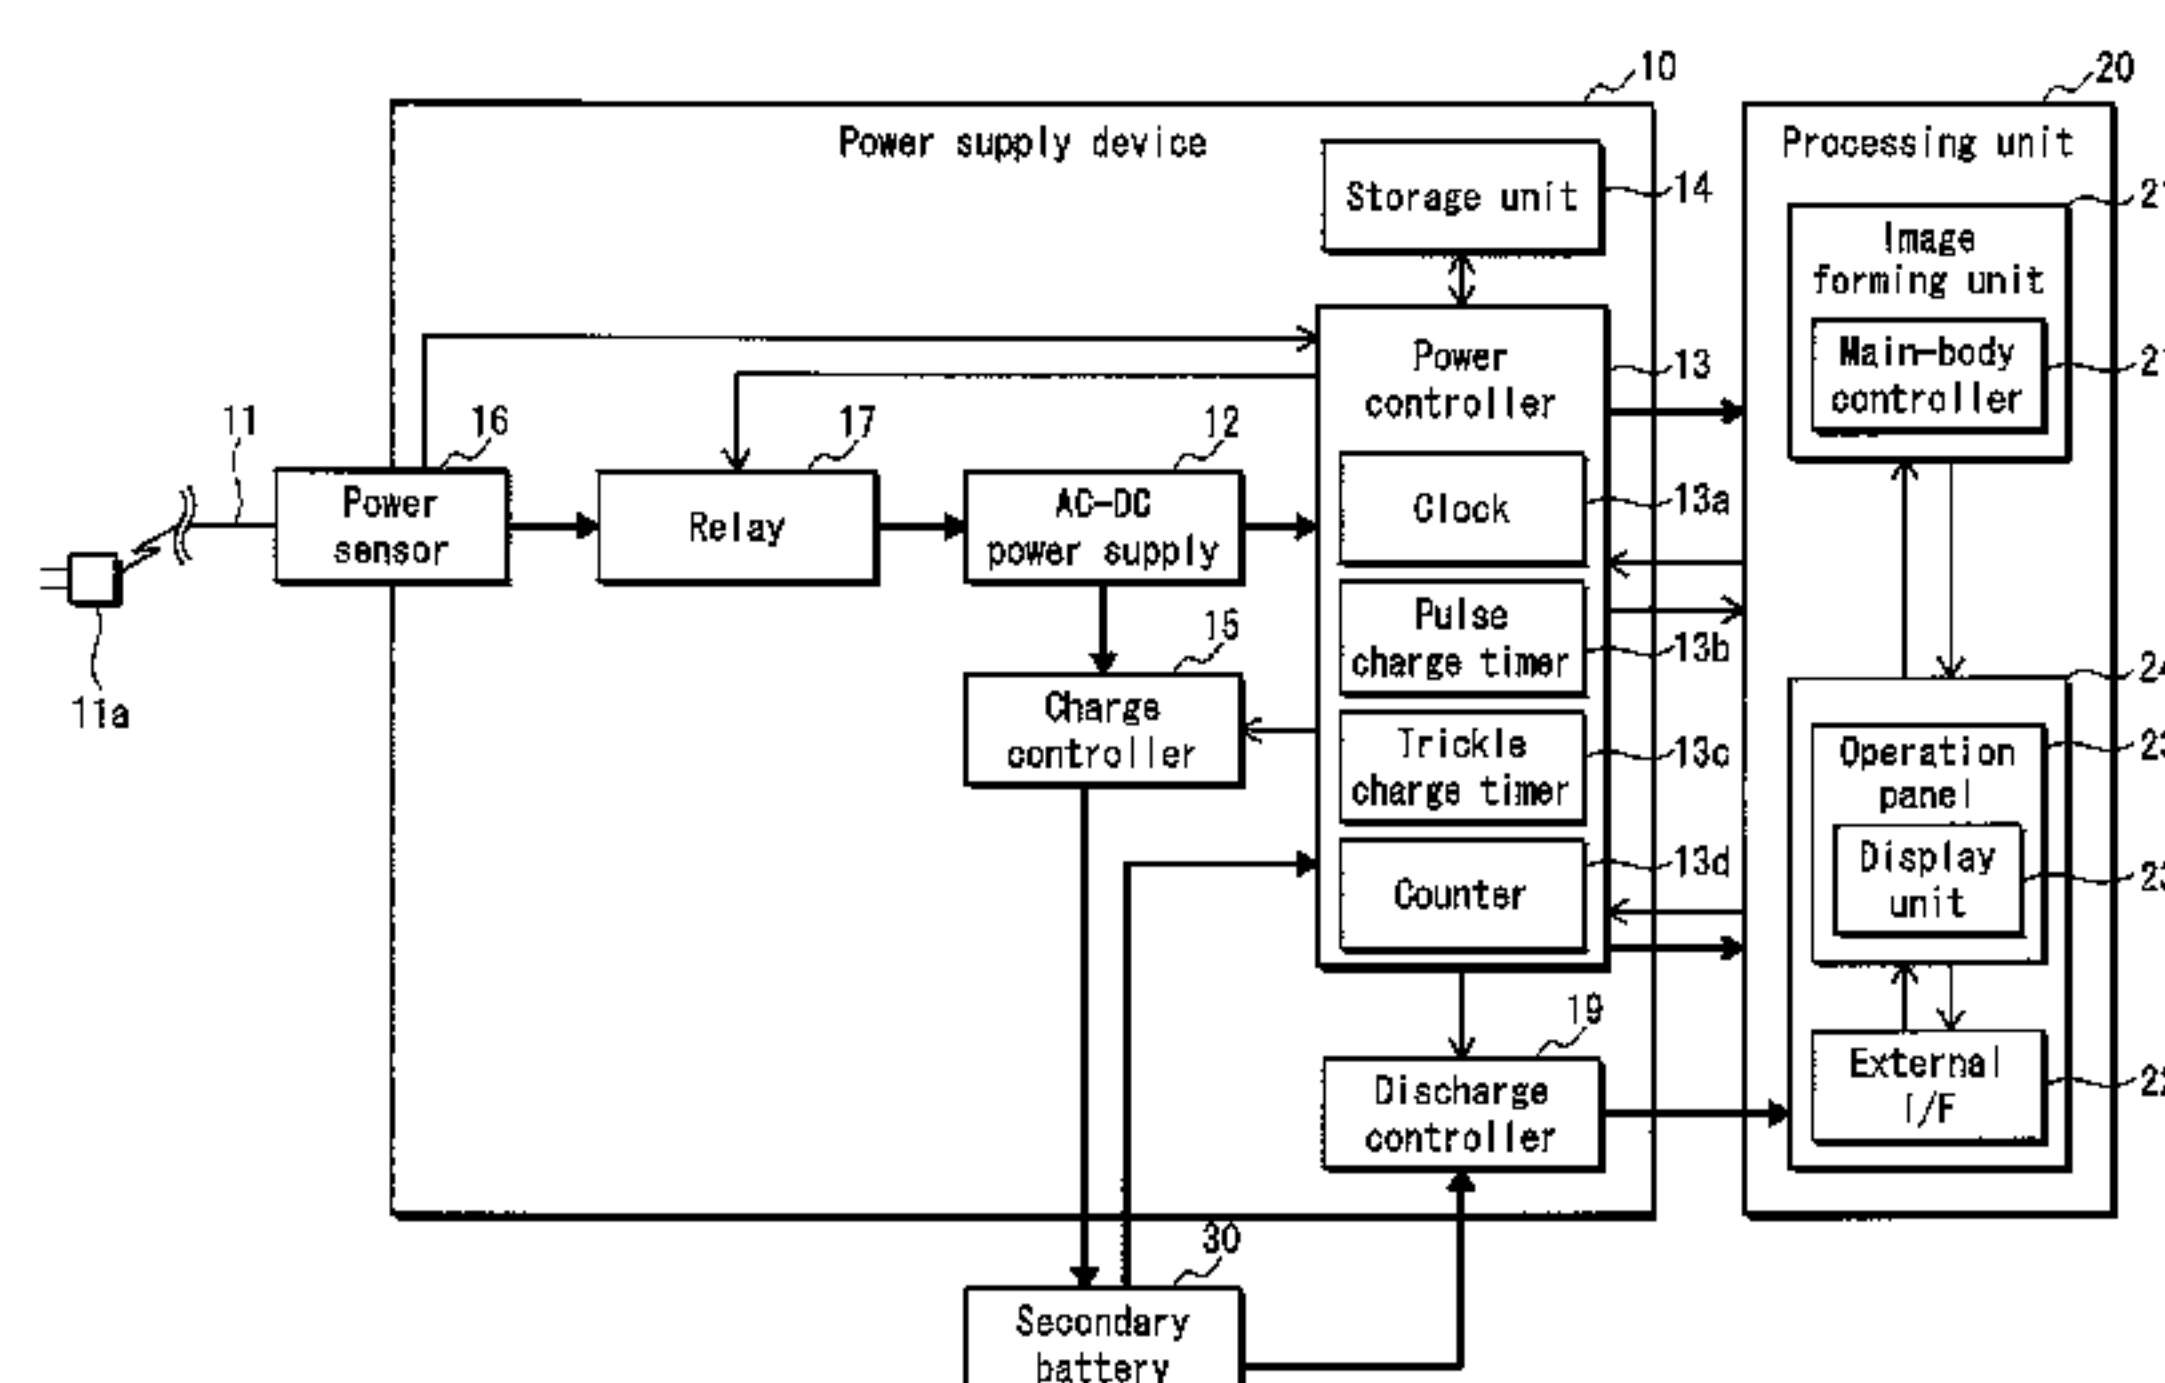 10
20
Power supply device
Processing unit
Storage unit
14
Image
forming unit
Main-body
controller
Power
controller
13
11
16
17
12
Power
sensor
Relay
AC-DC
power supply
Clock
13a
11a
15
Pulse
charge timer
13b
Charge
controller
Trickle
charge timer
13c
Operation
panel
Counter
13d
Display
unit
19
Discharge
controller
External
I/F
30
Secondary
battery